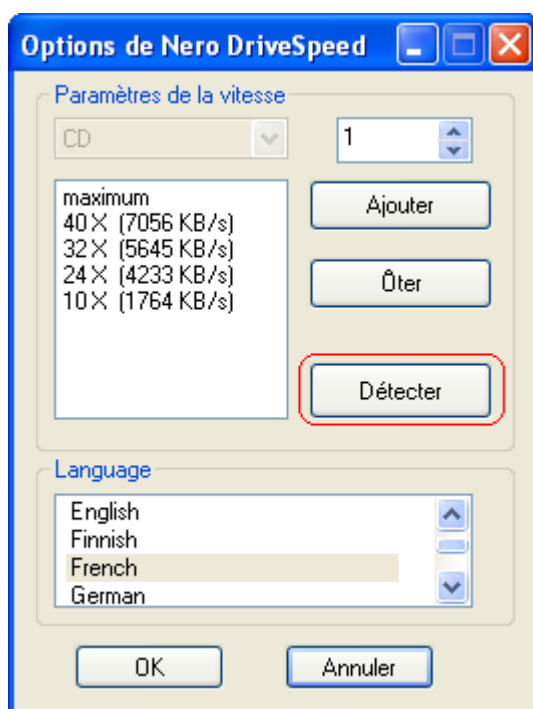 Options de Nero DriveSpeed
Paramètres de la vitesse
CD
1
maximum
40X (7056 KB/s)
32X (5645 KB/s)
24X (4233 KB/s)
10X (1764 KB/s)
Ajouter
Ôter
Détecter
Language
English
Finnish
French
German
OK
Annuler